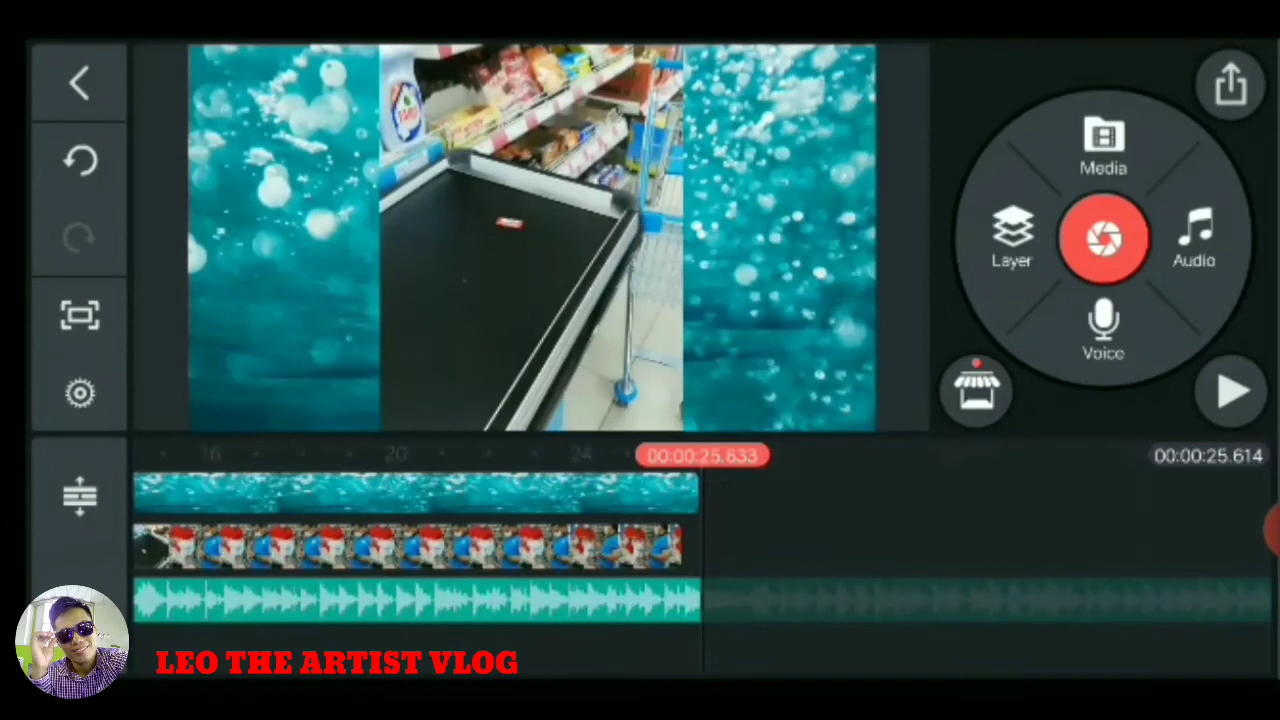 Media
Layer
Audio
Voice
16
20
24
00:00:25.633
00:00:25.614
LEO THE ARTIST VLOG